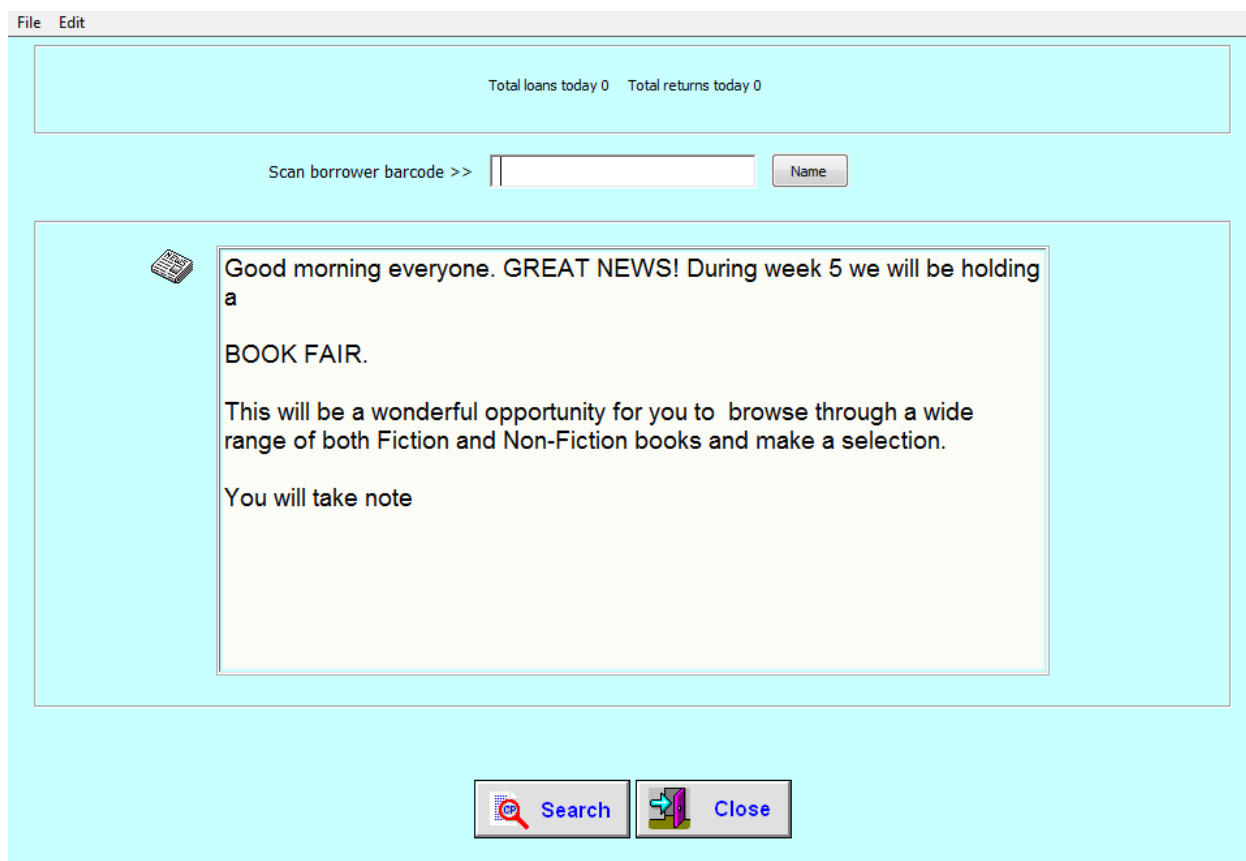 File Edit
Total loans today 0 Total returns today 0
Scan borrower barcode >> Name
NEWS
Good morning everyone. GREAT NEWS! During week 5 we will be holding
a
BOOK FAIR.
This will be a wonderful opportunity for you to  browse through a wide
range of both Fiction and Non-Fiction books and make a selection.
You will take note
CP Search Close